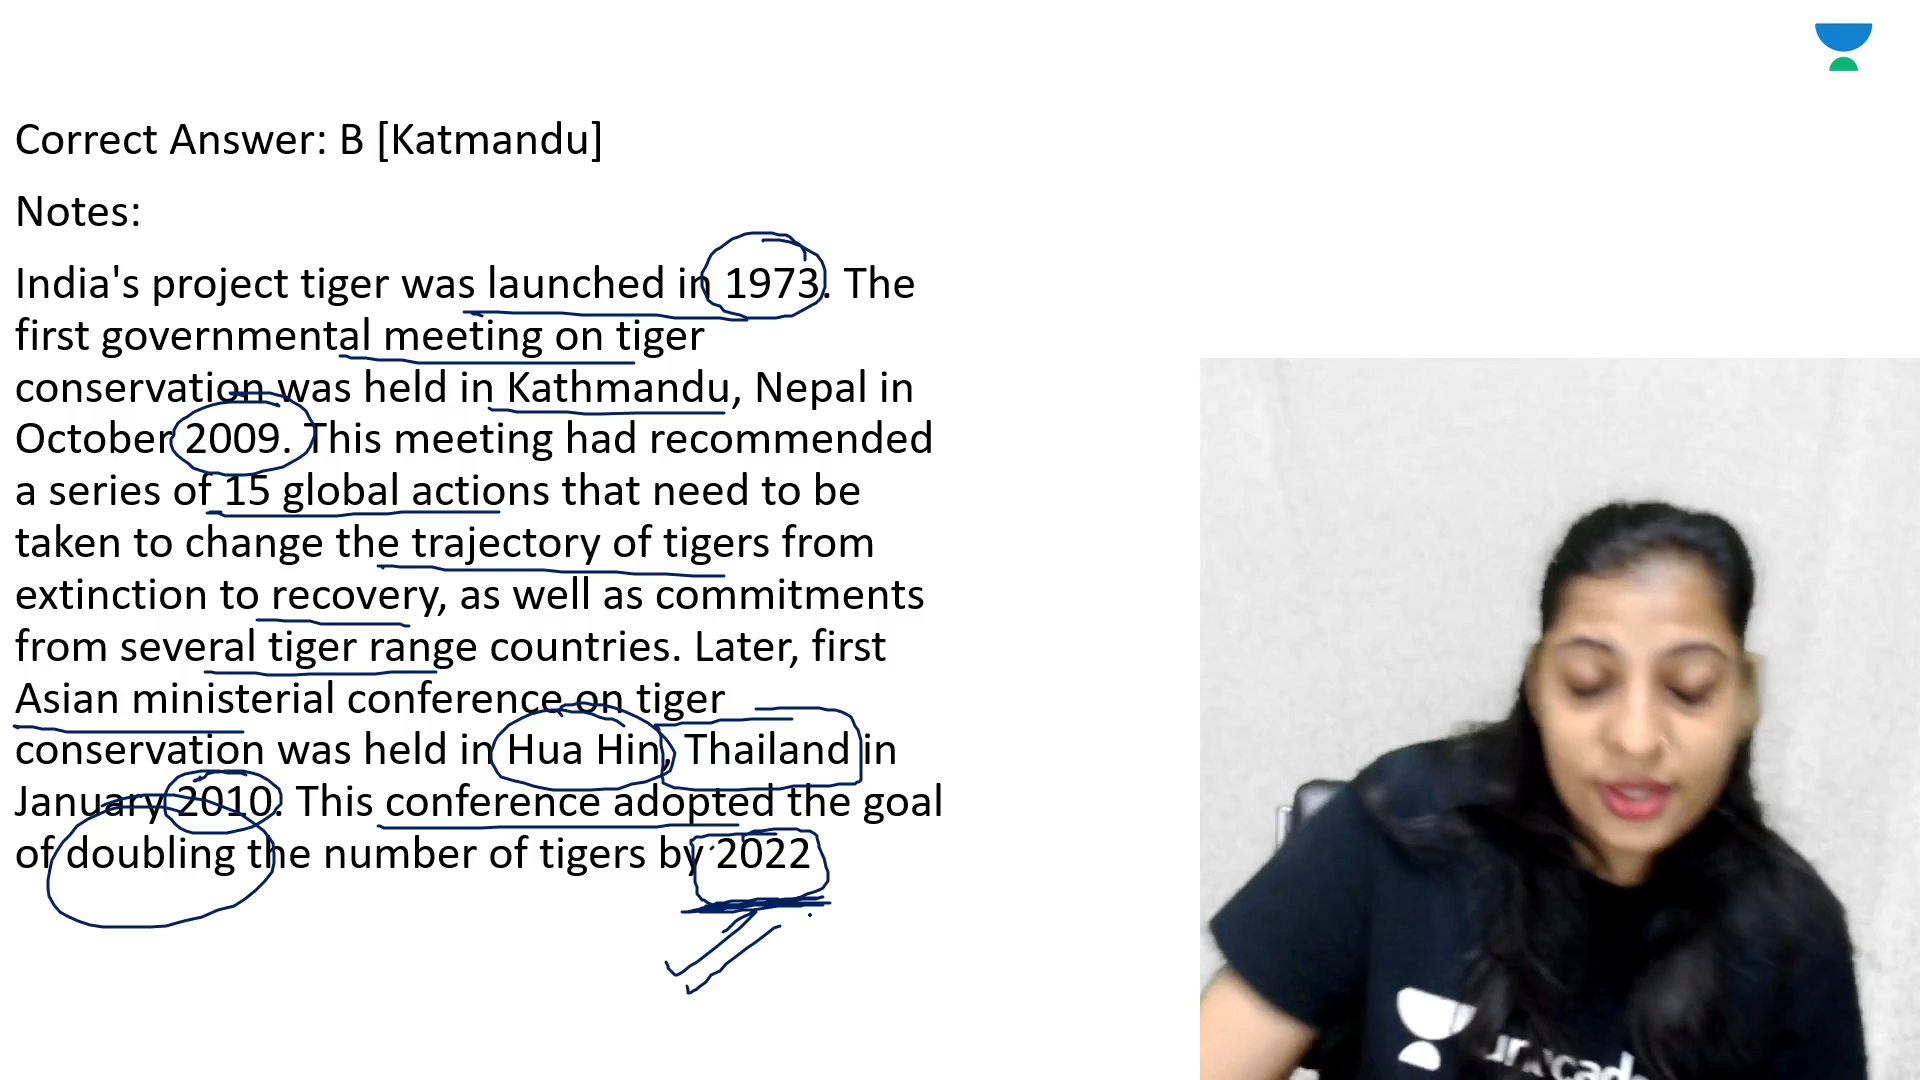 Correct Answer: B [Katmandu]
Notes:
India's project tiger was launched in 1973. The
first governmental meeting on tiger
conservation was held in Kathmandu, Nepal in
October 2009. This meeting had recommended
a series of 15 global actions that need to be
taken to change the trajectory of tigers from
extinction to recovery, as well as commitments
from several tiger range countries. Later, first
Asian ministerial conference on tiger
conservation was held in Hua Hin, Thailand in
January 2010. This conference adopted the goal
of doubling the number of tigers by 2022